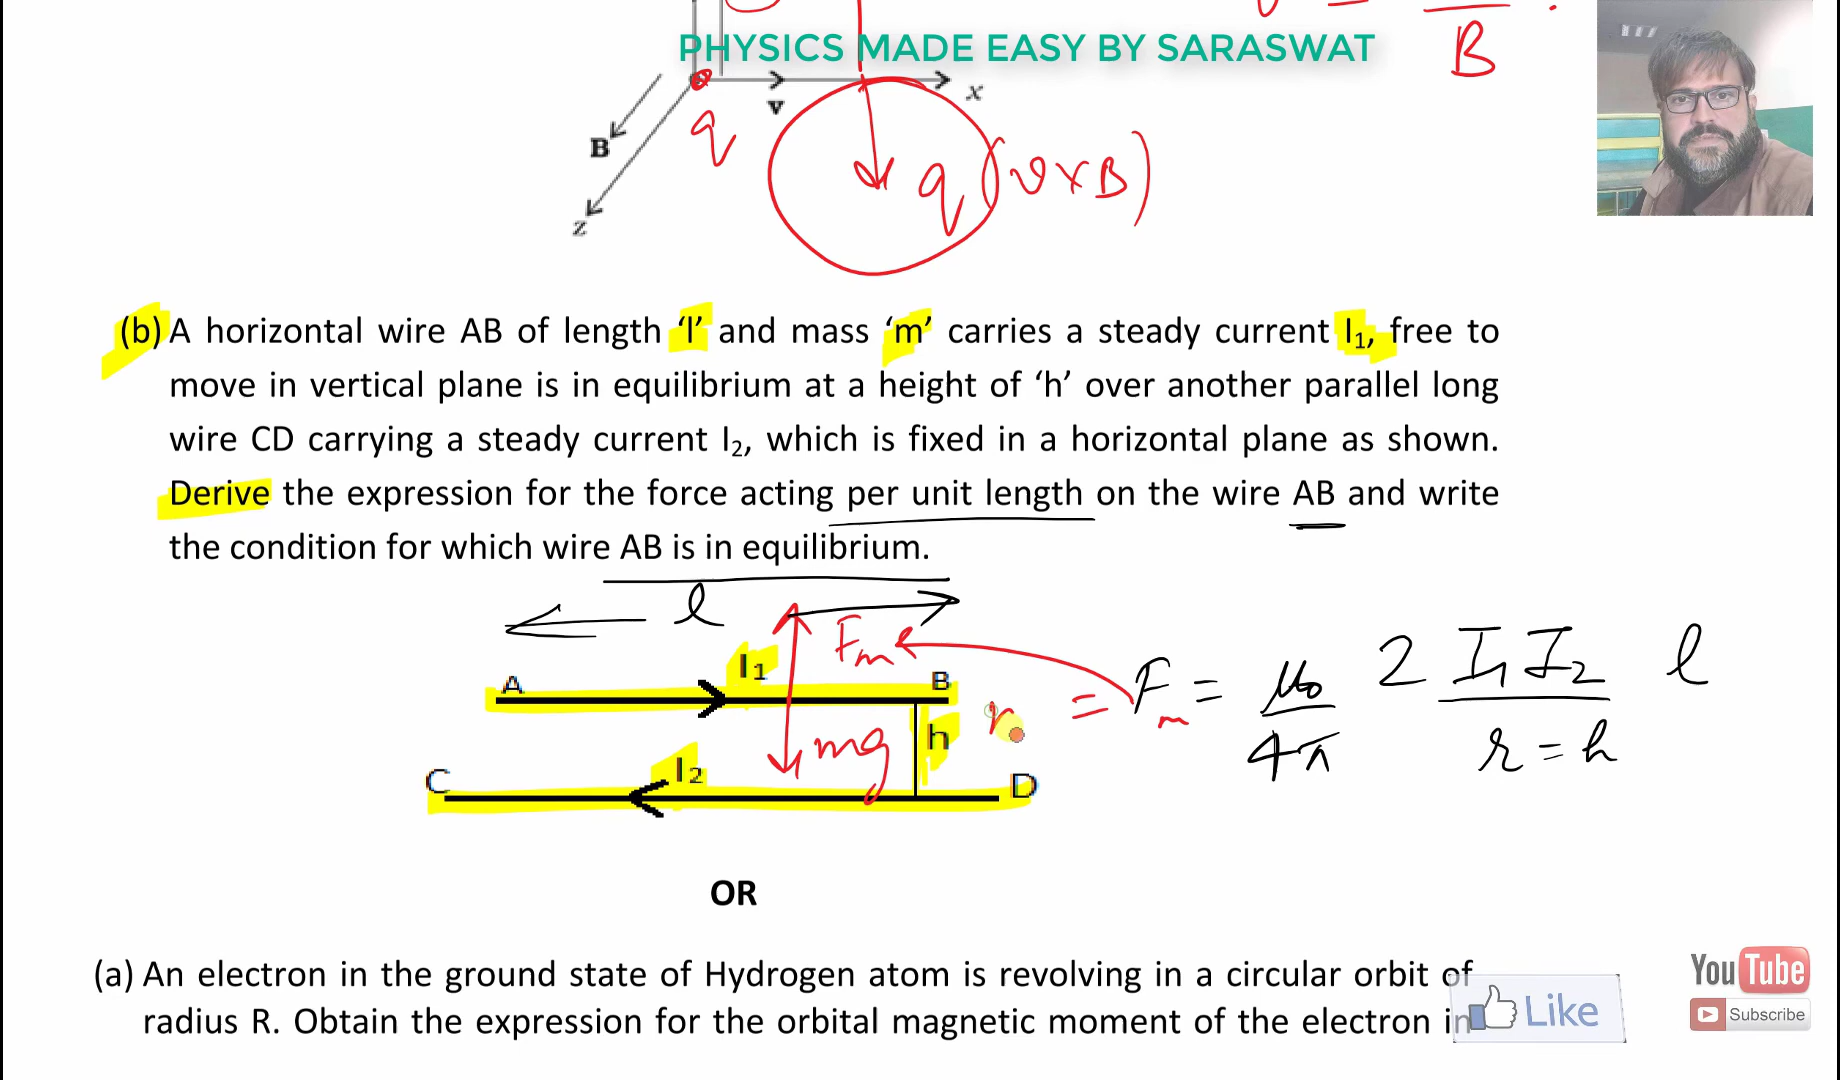 B .
PHYSICS MADE EASY BY SARASWAT
x
v
B
q
q (v x B)
z
(b) A horizontal wire AB of length ‘l’ and mass ‘m’ carries a steady current I₁, free to
move in vertical plane is in equilibrium at a height of ‘h’ over another parallel long
wire CD carrying a steady current I₂, which is fixed in a horizontal plane as shown.
Derive the expression for the force acting per unit length on the wire AB and write
the condition for which wire AB is in equilibrium.
l
Fm
A I₁ B
= Fm = μ₀/4π 2 I₁I₂/r = h l
mg h r
C I₂ D
OR
(a) An electron in the ground state of Hydrogen atom is revolving in a circular orbit of
radius R. Obtain the expression for the orbital magnetic moment of the electron in
Like
YouTube
Subscribe